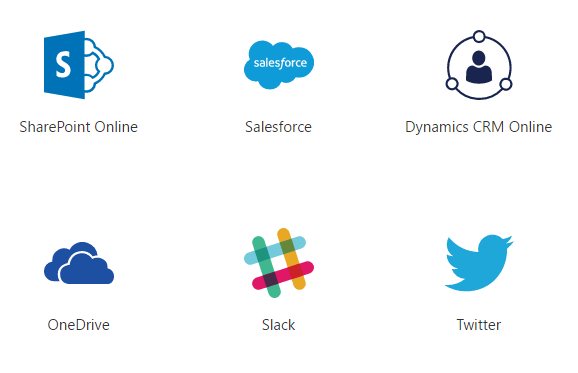 S
salesforce
SharePoint Online
Salesforce
Dynamics CRM Online
OneDrive
Slack
Twitter